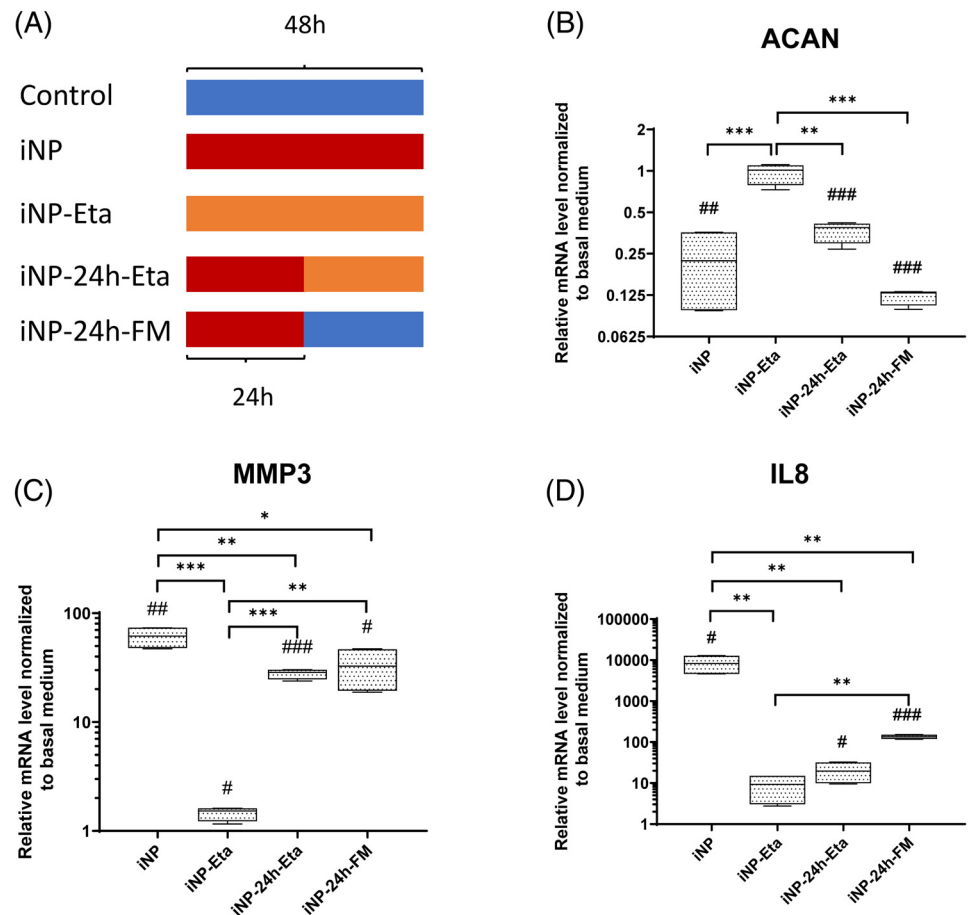 (A)
48h
Control
iNP
iNP-Eta
iNP-24h-Eta
iNP-24h-FM
24h
(B)
ACAN
Relative mRNA level normalized
to basal medium
2
1
0.5
0.25
0.125
0.0625
***
***
**
##
###
###
iNP
iNP-Eta
iNP-24h-Eta
iNP-24h-FM
(C)
MMP3
Relative mRNA level normalized
to basal medium
100
10
1
*
**
***
**
***
##
#
###
#
iNP
iNP-Eta
iNP-24h-Eta
iNP-24h-FM
(D)
IL8
Relative mRNA level normalized
to basal medium
100000
10000
1000
100
10
1
**
**
**
**
#
#
###
iNP
iNP-Eta
iNP-24h-Eta
iNP-24h-FM